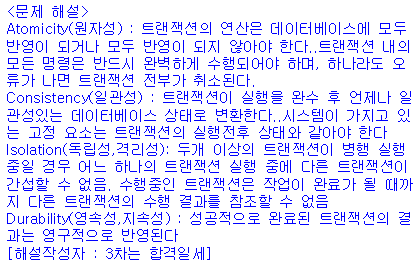 <문제 해설>
Atomicity(원자성) : 트랜잭션의 연산은 데이터베이스에 모두
반영이 되거나 모두 반영이 되지 않아야 한다..트랜잭션 내의
모든 명령은 반드시 완벽하게 수행되어야 하며, 하나라도 오
류가 나면 트랜잭션 전부가 취소된다.
Consistency(일관성) : 트랜잭션이 실행을 완수 후 언제나 일
관성있는 데이터베이스 상태로 변환한다..시스템이 가지고 있
는 고정 요소는 트랜잭션의 실행전후 상태와 같아야 한다
Isolation(독립성,격리성): 두개 이상의 트랜잭션이 병행 실행
중일 경우 어느 하나의 트랜잭션 실행 중에 다른 트랜잭션이
간섭할 수 없음. 수행중인 트랜잭션은 작업이 완료가 될 때까
지 다른 트랜잭션의 수행 결과를 참조할 수 없음
Durability(영속성,지속성) : 성공적으로 완료된 트랜잭션의 결
과는 영구적으로 반영된다
[해설작성자 : 3차는 합격일세]